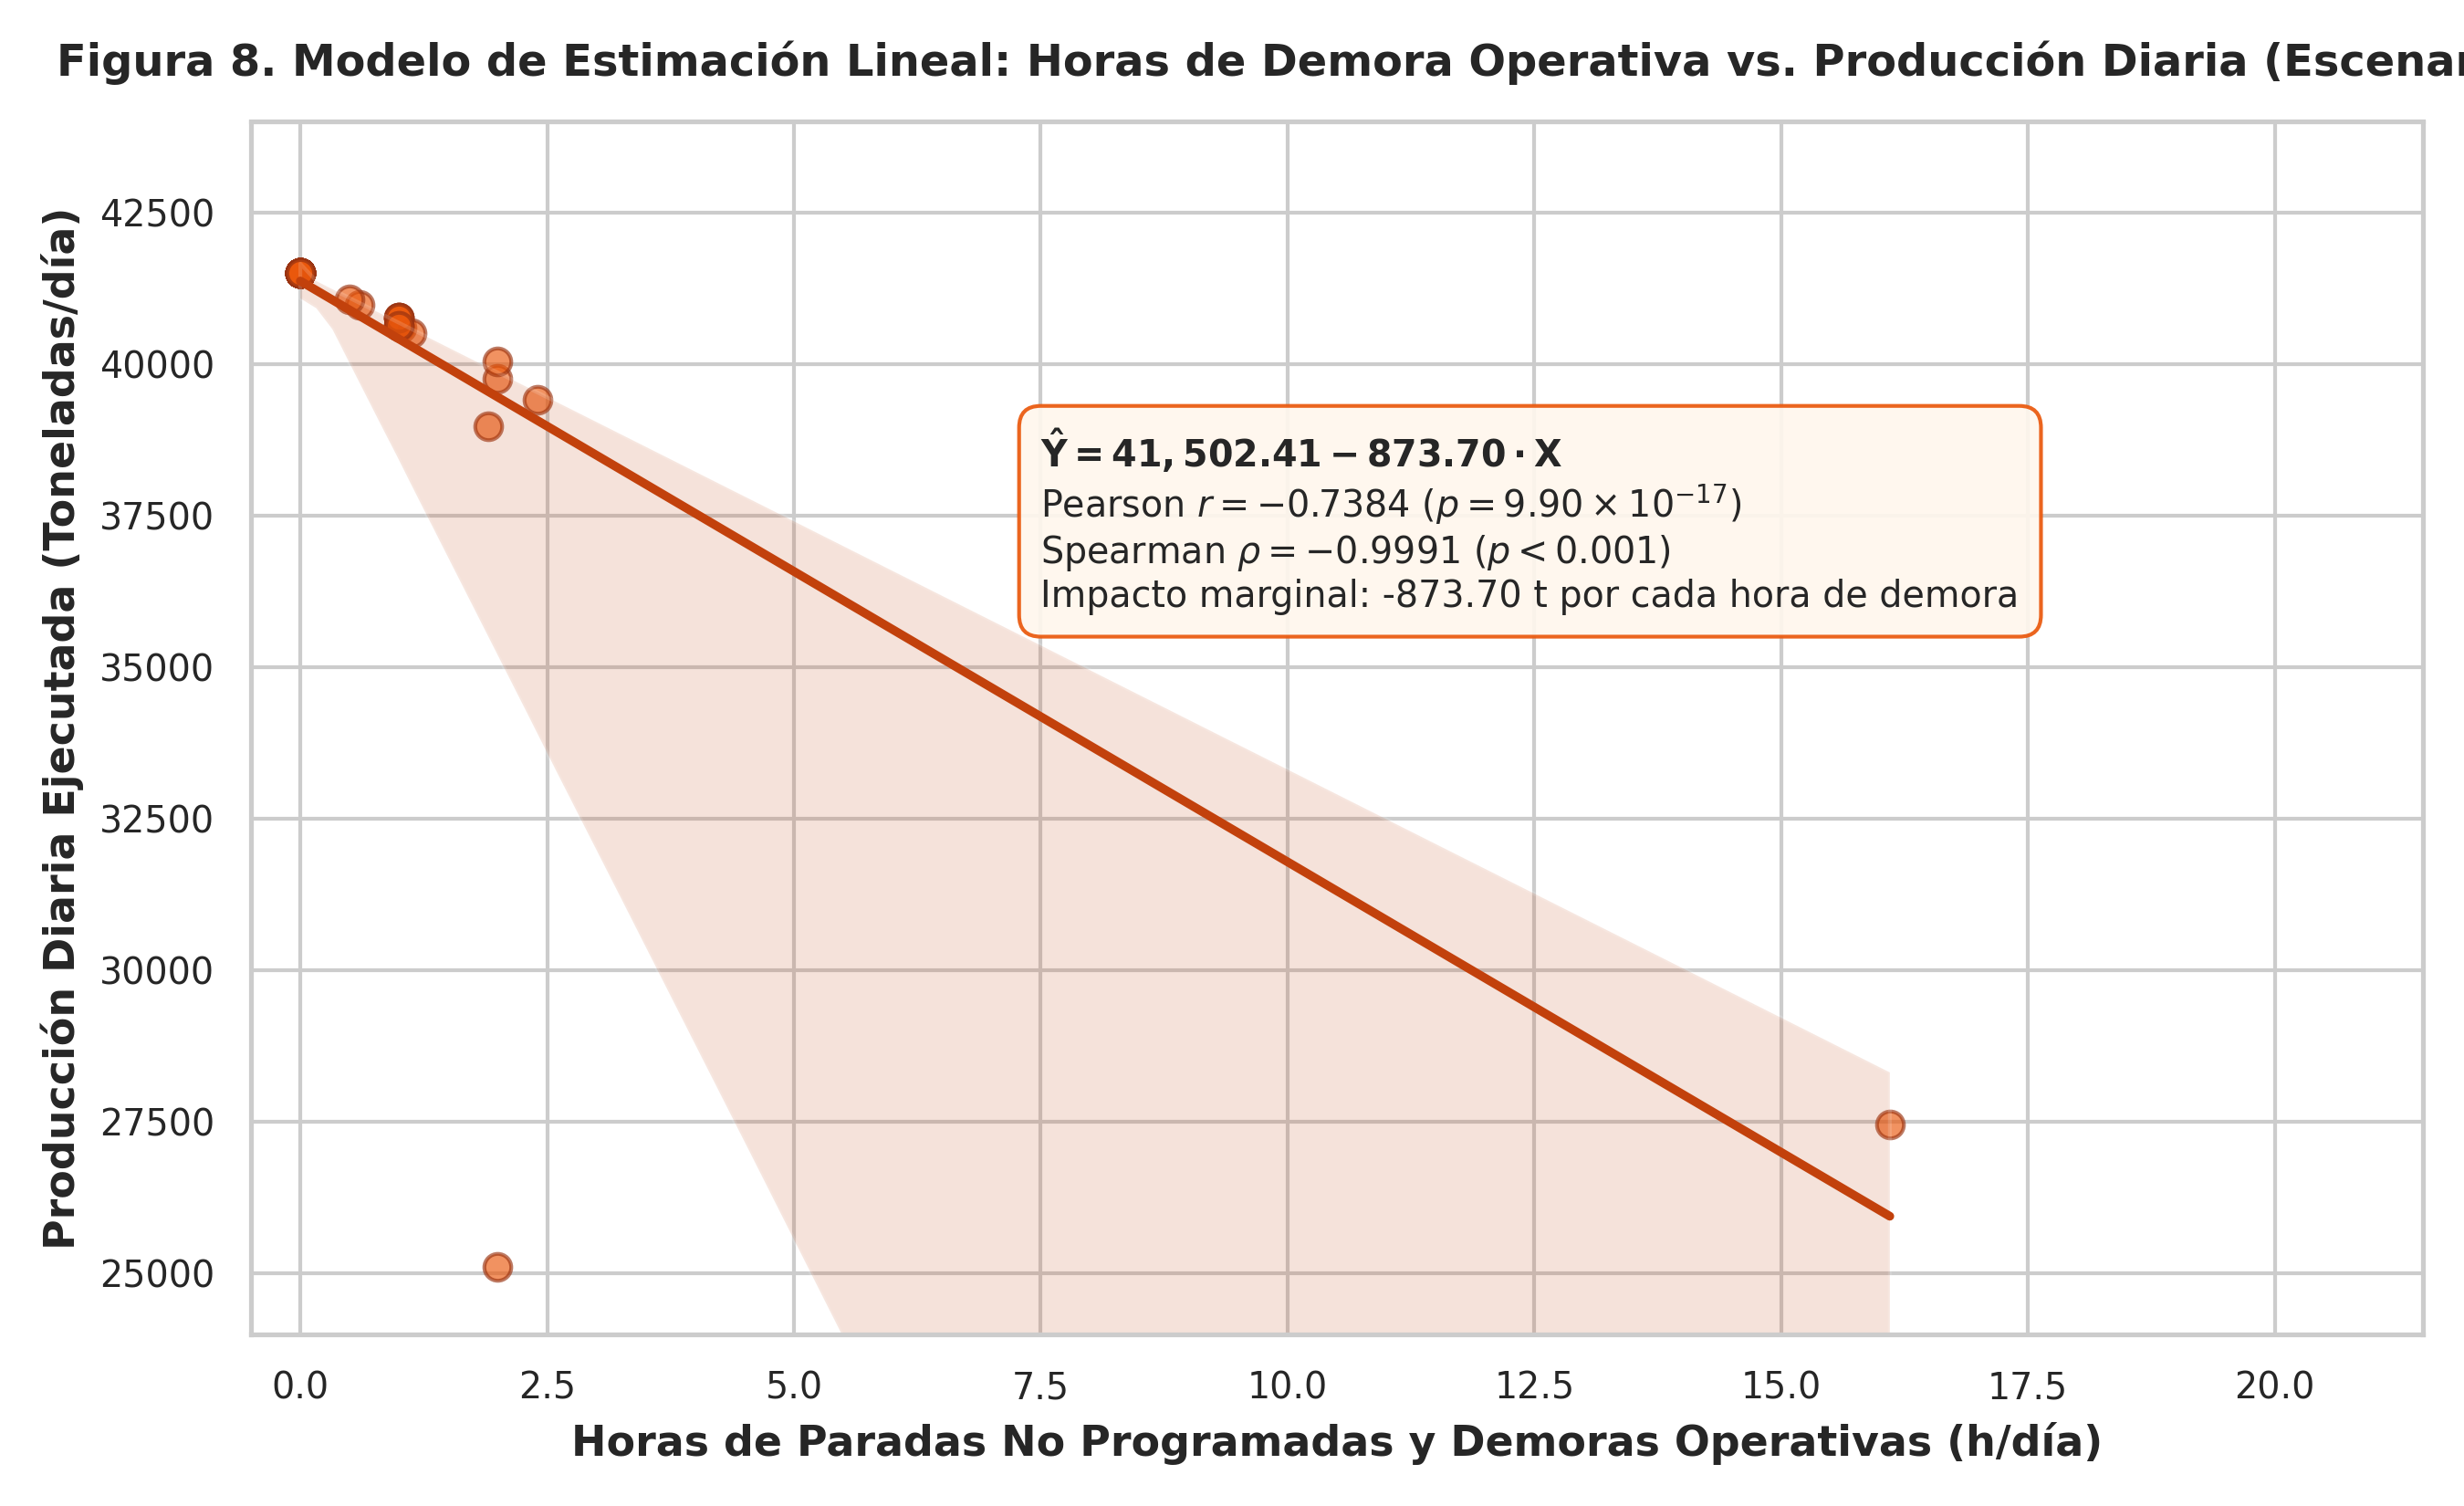 Figura 8. Modelo de Estimación Lineal: Horas de Demora Operativa vs. Producción Diaria (Escenar
Producción Diaria Ejecutada (Toneladas/día)
42500
40000
37500
35000
32500
30000
27500
25000
Ŷ = 41,502.41 − 873.70 · X
Pearson r = −0.7384 (p = 9.90 × 10⁻¹⁷)
Spearman ρ = −0.9991 (p < 0.001)
Impacto marginal: -873.70 t por cada hora de demora
0.0 2.5 5.0 7.5 10.0 12.5 15.0 17.5 20.0
Horas de Paradas No Programadas y Demoras Operativas (h/día)